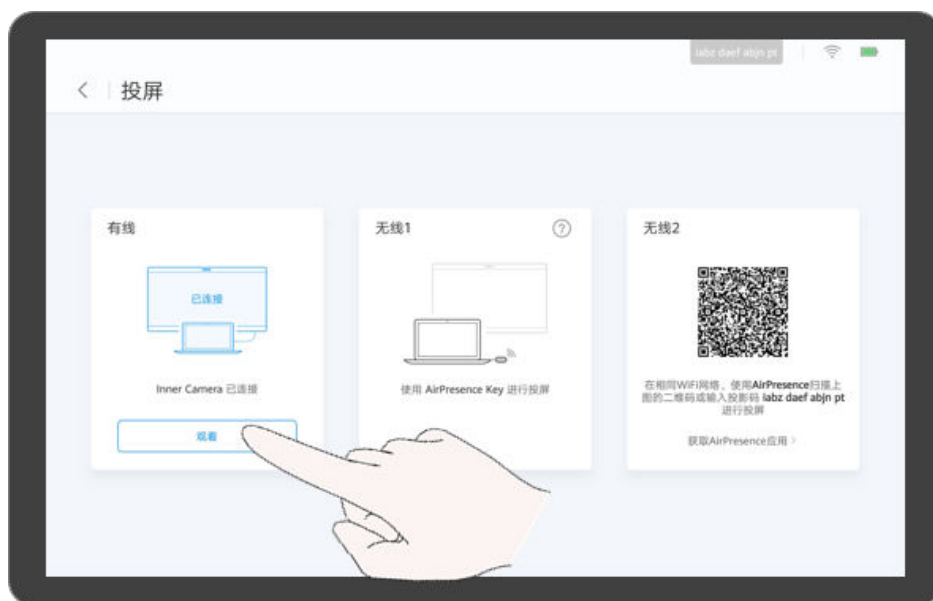 iabz daef abjn pt
投屏
有线
已连接
Inner Camera 已连接
观看
无线1
?
使用 AirPresence Key 进行投屏
无线2
在相同WiFi网络，使用AirPresence扫描上
图的二维码或输入投影码 iabz daef abjn pt
进行投屏
获取AirPresence应用 >